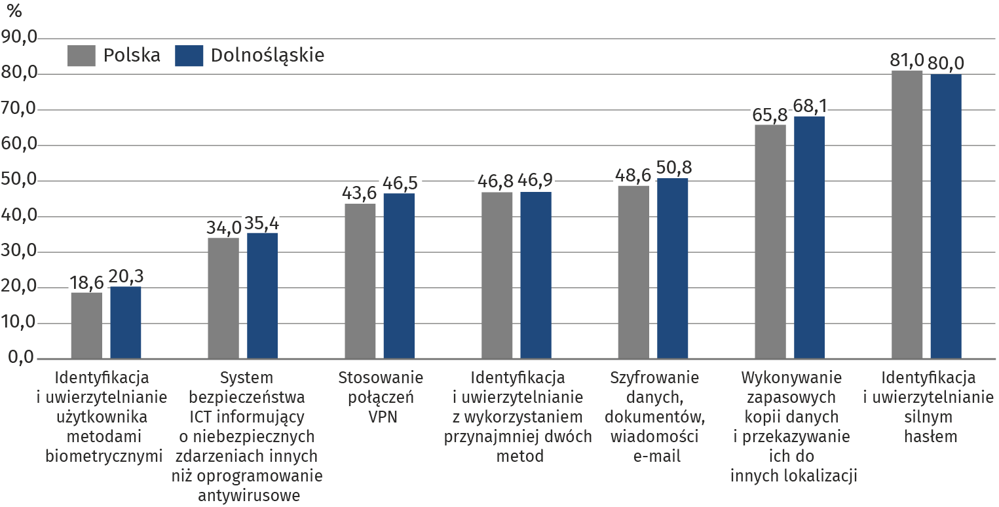 %
90,0
80,0
70,0
60,0
50,0
40,0
30,0
20,0
10,0
0,0
Polska Dolnośląskie
18,6 20,3
34,0 35,4
43,6 46,5
46,8 46,9
48,6 50,8
65,8 68,1
81,0 80,0
Identyfikacja
i uwierzytelnianie
użytkownika
metodami
biometrycznymi
System
bezpieczeństwa
ICT informujący
o niebezpiecznych
zdarzeniach innych
niż oprogramowanie
antywirusowe
Stosowanie
połączeń
VPN
Identyfikacja
i uwierzytelnianie
z wykorzystaniem
przynajmniej dwóch
metod
Szyfrowanie
danych,
dokumentów,
wiadomości
e-mail
Wykonywanie
zapasowych
kopii danych
i przekazywanie
ich do
innych lokalizacji
Identyfikacja
i uwierzytelnianie
silnym
hasłem